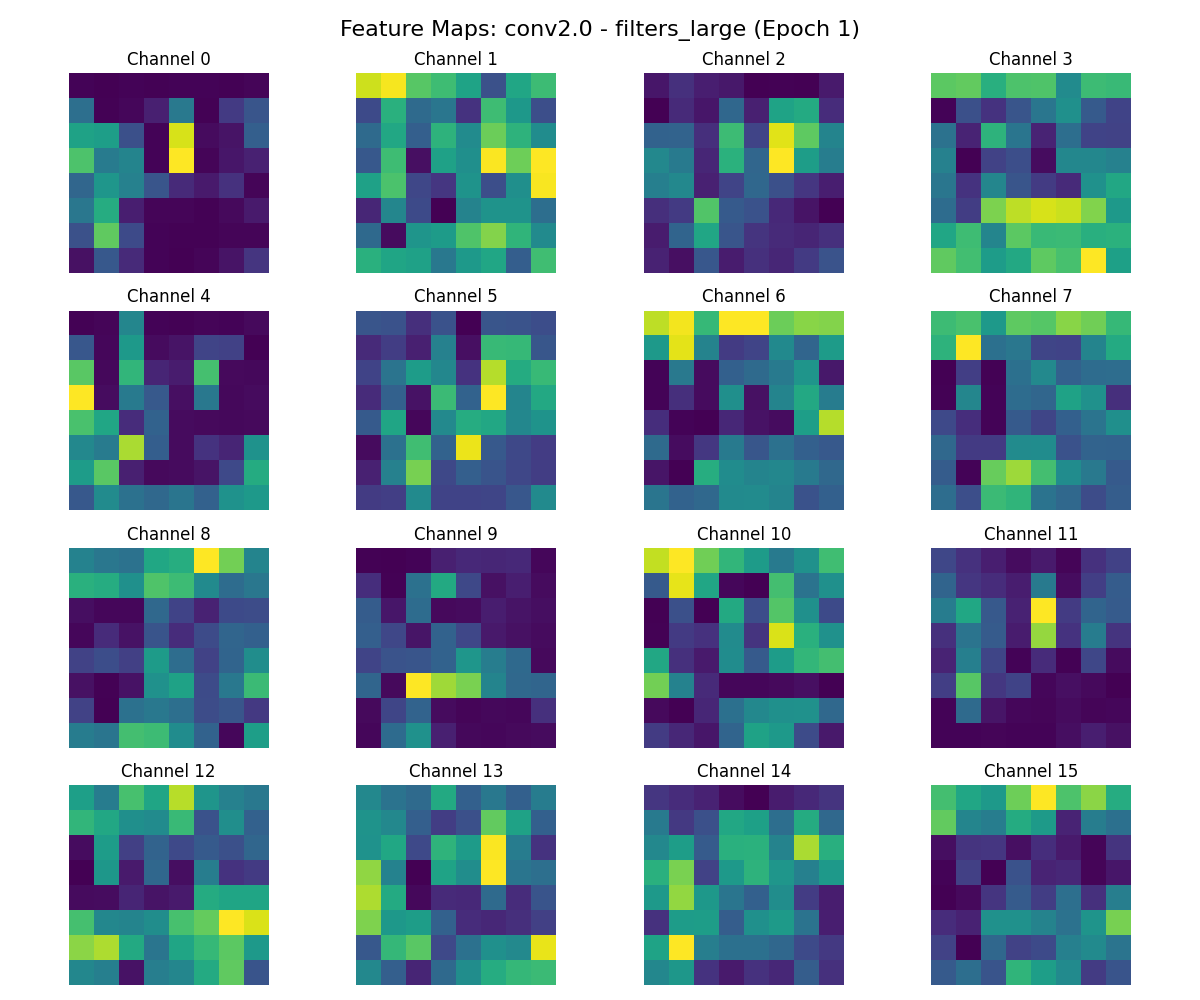 Feature Maps: conv2.0 - filters_large (Epoch 1)
Channel 0
Channel 1
Channel 2
Channel 3
Channel 4
Channel 5
Channel 6
Channel 7
Channel 8
Channel 9
Channel 10
Channel 11
Channel 12
Channel 13
Channel 14
Channel 15